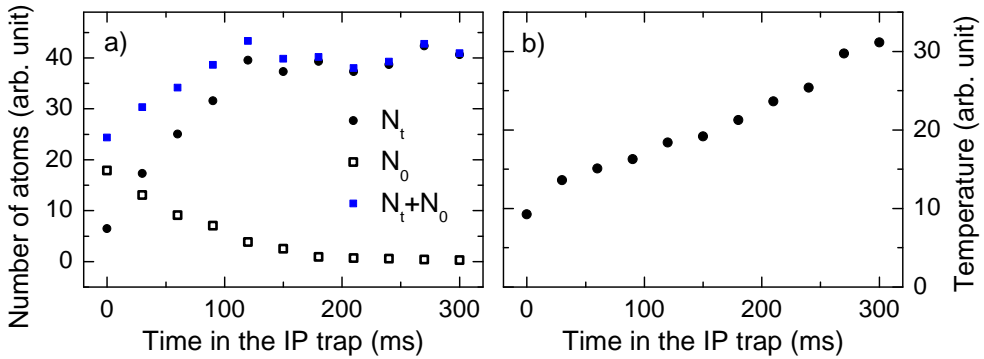 a)
40
30
20
10
0
Number of atoms (arb. unit)
N_t
N_0
N_t+N_0
0 100 200 300
Time in the IP trap (ms)
b)
30
20
10
0
Temperature (arb. unit)
0 100 200 300
Time in the IP trap (ms)